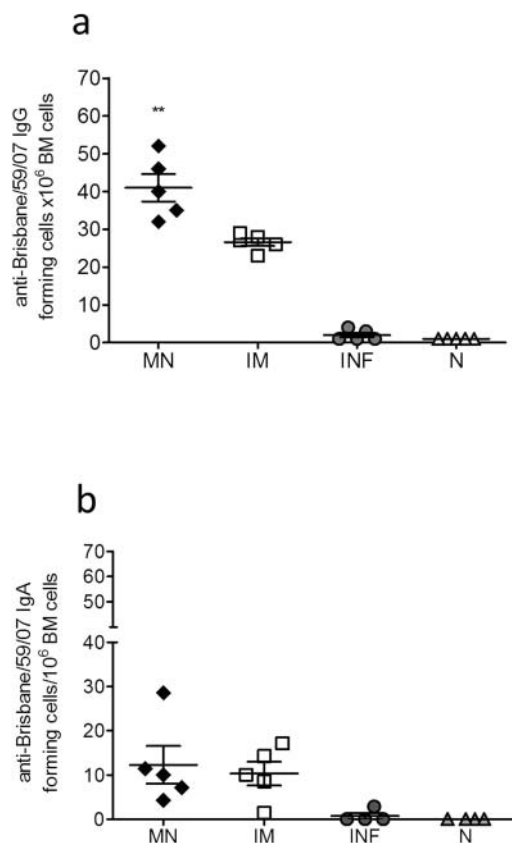 a
anti-Brisbane/59/07 IgG
forming cells x10⁶ BM cells
70
60
50
40
30
20
10
0
**
MN IM INF N
b
anti-Brisbane/59/07 IgA
forming cells/10⁶ BM cells
70
60
50
40
30
20
10
0
MN IM INF N